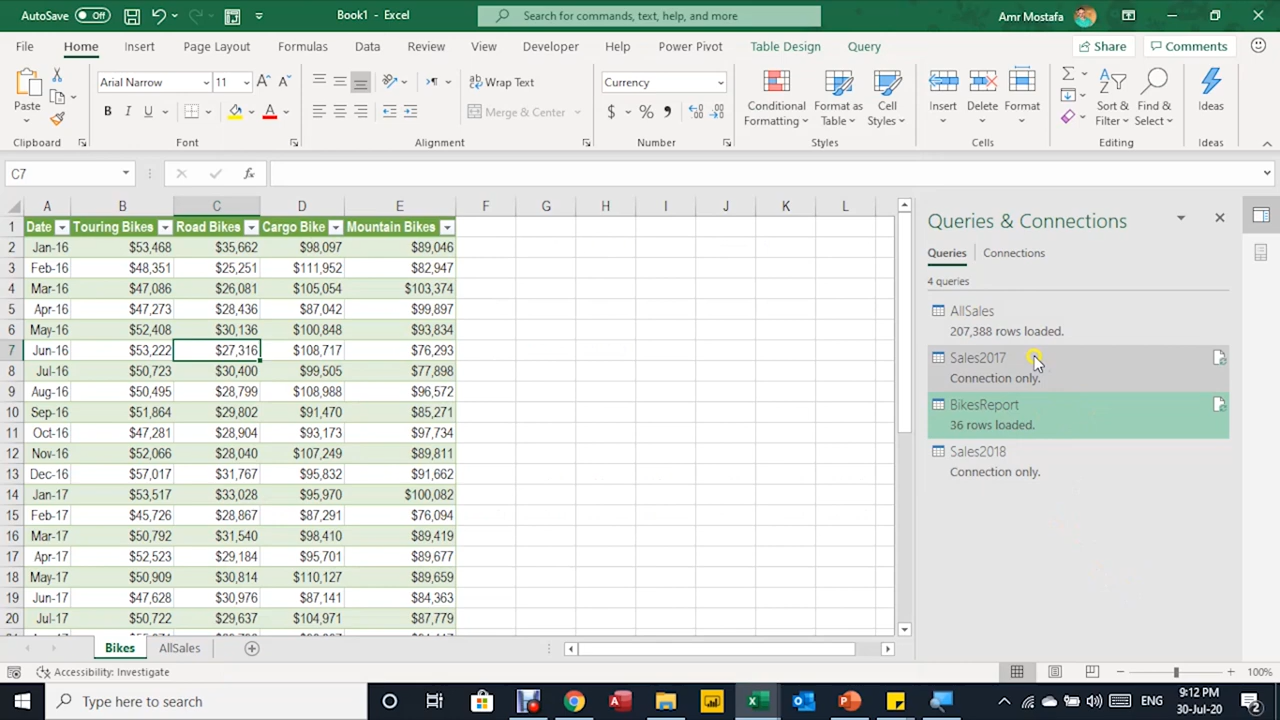 AutoSave Off Book1 - Excel Search for commands, text, help, and more Amr Mostafa
File Home Insert Page Layout Formulas Data Review View Developer Help Power Pivot Table Design Query Share Comments
Arial Narrow 11 Wrap Text Currency
Paste B I U Merge & Center $ % Conditional Formatting Format as Table Cell Styles Insert Delete Format Sort & Filter Find & Select Ideas
Clipboard Font Alignment Number Styles Cells Editing Ideas
C7 fx
A B C D E F G H I J K L
1 Date Touring Bikes Road Bikes Cargo Bike Mountain Bikes
2 Jan-16 $53,468 $35,662 $98,097 $89,046
3 Feb-16 $48,351 $25,251 $111,952 $82,947
4 Mar-16 $47,086 $26,081 $105,054 $103,374
5 Apr-16 $47,273 $28,436 $87,042 $99,897
6 May-16 $52,408 $30,136 $100,848 $93,834
7 Jun-16 $53,222 $27,316 $108,717 $76,293
8 Jul-16 $50,723 $30,400 $99,505 $77,898
9 Aug-16 $50,495 $28,799 $108,988 $96,572
10 Sep-16 $51,864 $29,802 $91,470 $85,271
11 Oct-16 $47,281 $28,904 $93,173 $97,734
12 Nov-16 $52,066 $28,040 $107,249 $89,811
13 Dec-16 $57,017 $31,767 $95,832 $91,662
14 Jan-17 $53,517 $33,028 $95,970 $100,082
15 Feb-17 $45,726 $28,867 $87,291 $76,094
16 Mar-17 $50,792 $31,540 $98,410 $89,419
17 Apr-17 $52,523 $29,184 $95,701 $89,677
18 May-17 $50,909 $30,814 $110,127 $89,659
19 Jun-17 $47,628 $30,976 $87,141 $84,363
20 Jul-17 $50,722 $29,637 $104,971 $87,779
Queries & Connections
Queries Connections
4 queries
AllSales
207,388 rows loaded.
Sales2017
Connection only.
BikesReport
36 rows loaded.
Sales2018
Connection only.
Bikes AllSales
Accessibility: Investigate 100%
Type here to search ENG 9:12 PM
30-Jul-20 2